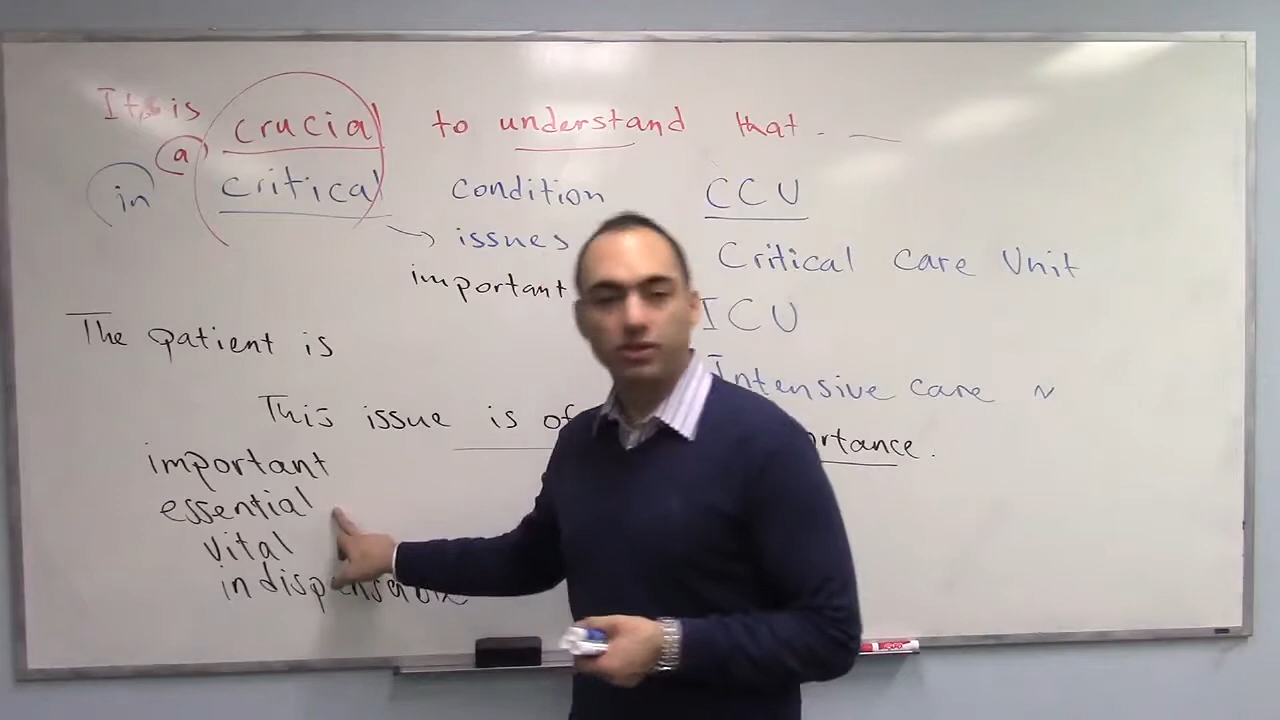 It is crucial to understand that.
a
in critical condition CCU
issues Critical Care Unit
important ICU
The patient is Intensive care
This issue is of
important
essential
vital
indispensable